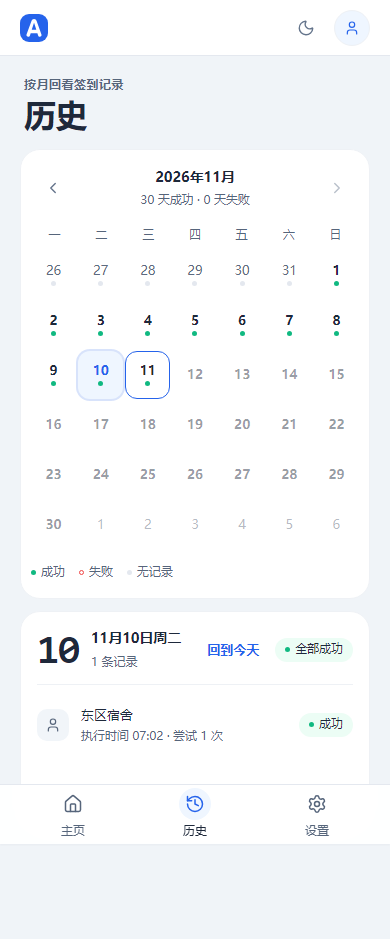 A
按月回看签到记录
历史
2026年11月
30 天成功 · 0 天失败
一 二 三 四 五 六 日
26 27 28 29 30 31 1
2 3 4 5 6 7 8
9 10 11 12 13 14 15
16 17 18 19 20 21 22
23 24 25 26 27 28 29
30 1 2 3 4 5 6
成功 失败 无记录
10 11月10日周二 回到今天 全部成功
1 条记录
东区宿舍 成功
执行时间 07:02 · 尝试 1 次
主页 历史 设置